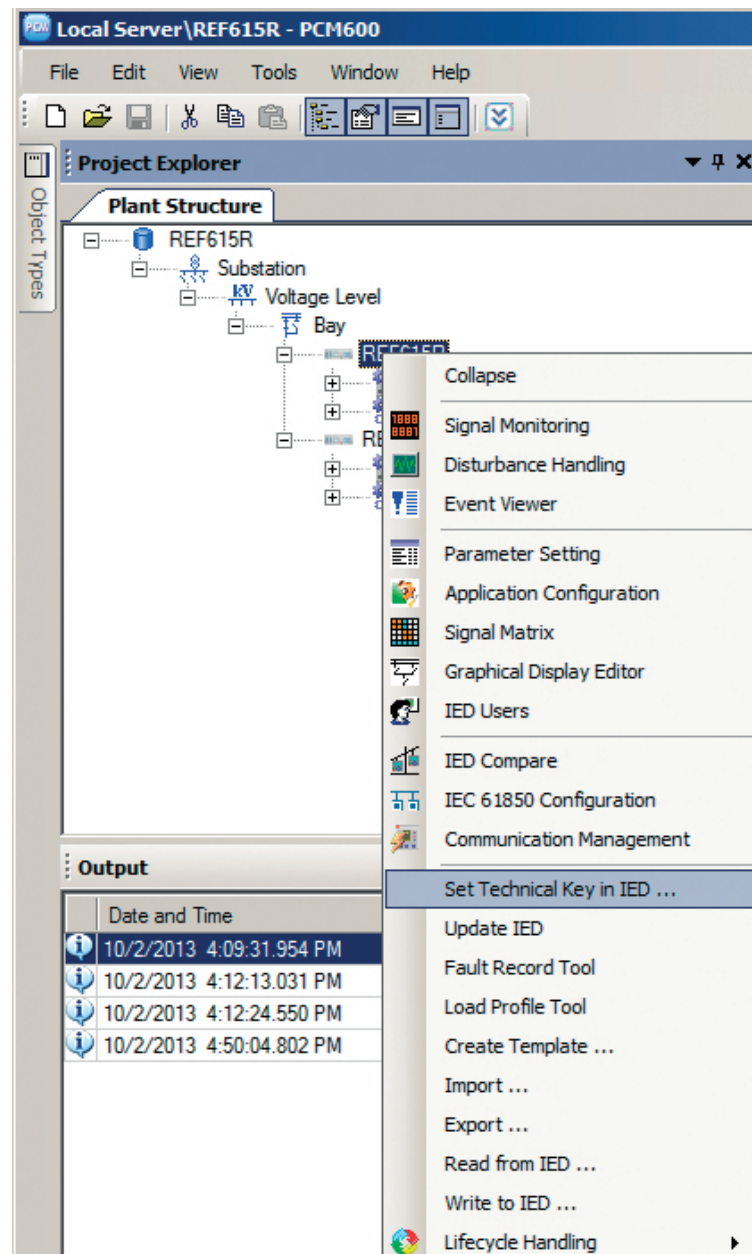 PCM Local Server\REF615R - PCM600
File Edit View Tools Window Help
Object Types
Project Explorer
Plant Structure
REF615R
Substation
KV Voltage Level
Bay
REF615R
RE
Collapse
Signal Monitoring
Disturbance Handling
Event Viewer
Parameter Setting
Application Configuration
Signal Matrix
Graphical Display Editor
IED Users
IED Compare
IEC 61850 Configuration
Communication Management
Set Technical Key in IED ...
Update IED
Fault Record Tool
Load Profile Tool
Create Template ...
Import ...
Export ...
Read from IED ...
Write to IED ...
Lifecycle Handling
Output
Date and Time
10/2/2013 4:09:31.954 PM
10/2/2013 4:12:13.031 PM
10/2/2013 4:12:24.550 PM
10/2/2013 4:50:04.802 PM